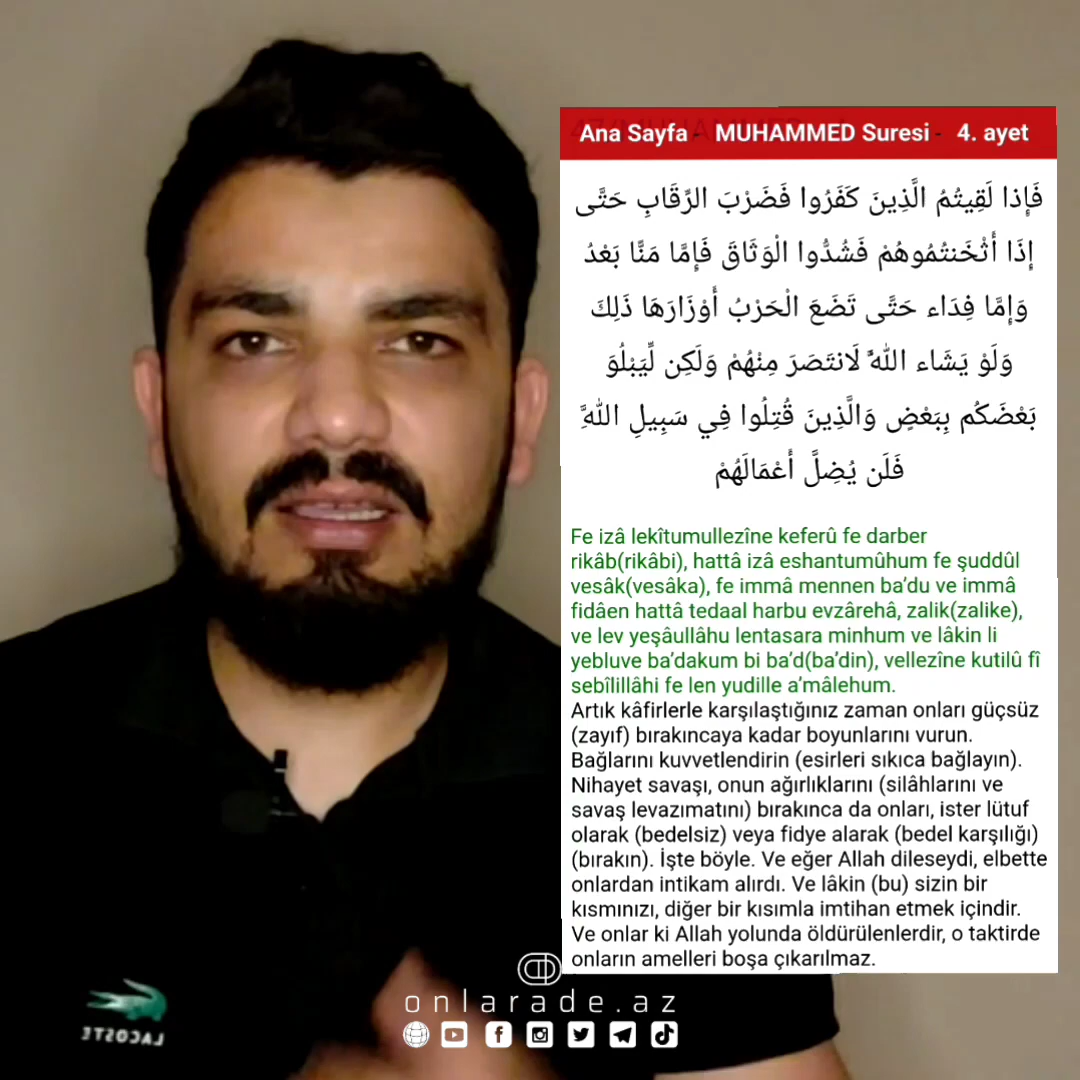 Ana Sayfa - MUHAMMED Suresi - 4. ayet
فَإِذا لَقِيتُمُ الَّذِينَ كَفَرُوا فَضَرْبَ الرِّقَابِ حَتَّى
إِذَا أَثْخَنتُمُوهُمْ فَشُدُّوا الْوَثَاقَ فَإِمَّا مَنًّا بَعْدُ
وَإِمَّا فِدَاء حَتَّى تَضَعَ الْحَرْبُ أَوْزَارَهَا ذَلِكَ
وَلَوْ يَشَاء اللَّهُ لَانتَصَرَ مِنْهُمْ وَلَكِن لِّيَبْلُوَ
بَعْضَكُم بِبَعْضٍ وَالَّذِينَ قُتِلُوا فِي سَبِيلِ اللَّهِ
فَلَن يُضِلَّ أَعْمَالَهُمْ
Fe izâ lekîtumullezîne keferû fe darber
rikâb(rikâbi), hattâ izâ eshantumûhum fe şuddûl
vesâk(vesâka), fe immâ mennen ba’du ve immâ
fidâen hattâ tedaal harbu evzârehâ, zalik(zalike),
ve lev yeşâullâhu lentasara minhum ve lâkin li
yebluve ba’dakum bi ba’d(ba’din), vellezîne kutilû fî
sebîlillâhi fe len yudille a’mâlehum.
Artık kâfirlerle karşılaştığınız zaman onları güçsüz
(zayıf) bırakıncaya kadar boyunlarını vurun.
Bağlarını kuvvetlendirin (esirleri sıkıca bağlayın).
Nihayet savaşı, onun ağırlıklarını (silâhlarını ve
savaş levazımatını) bırakınca da onları, ister lütuf
olarak (bedelsiz) veya fidye alarak (bedel karşılığı)
(bırakın). İşte böyle. Ve eğer Allah dileseydi, elbette
onlardan intikam alırdı. Ve lâkin (bu) sizin bir
kısmınızı, diğer bir kısımla imtihan etmek içindir.
Ve onlar ki Allah yolunda öldürülenlerdir, o taktirde
onların amelleri boşa çıkarılmaz.
onlarade.az
LACOSTE